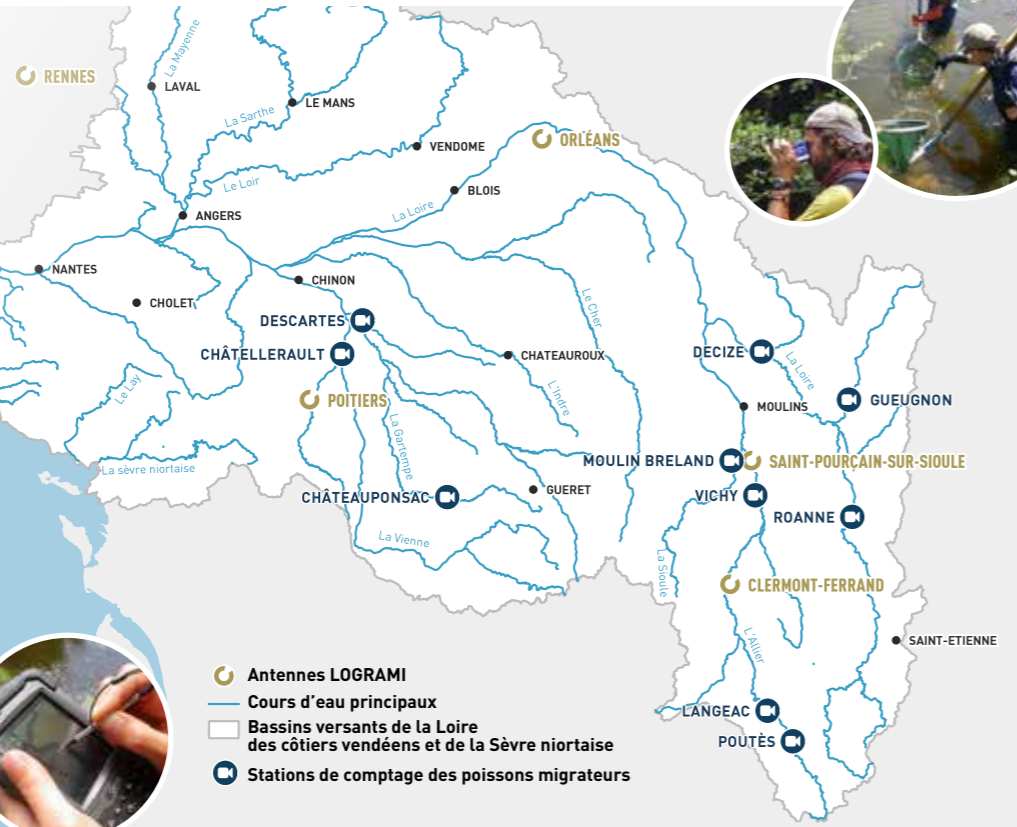 RENNES
La Mayenne
LAVAL
LE MANS
La Sarthe
VENDOME
ORLÉANS
Le Loir
BLOIS
La Loire
ANGERS
NANTES
CHOLET
CHINON
Le Cher
DESCARTES
CHÂTELLERAULT
CHATEAUROUX
DECIZE
La Loire
Le Lay
L'Indre
POITIERS
GUEUGNON
MOULINS
La Gartempe
La sèvre niortaise
MOULIN BRELAND
SAINT-POURÇAIN-SUR-SIOULE
CHÂTEAUPONSAC
GUERET
VICHY
ROANNE
La Vienne
La Sioule
CLERMONT-FERRAND
SAINT-ETIENNE
L'Allier
LANGEAC
POUTÈS
Antennes LOGRAMI
Cours d'eau principaux
Bassins versants de la Loire
des côtiers vendéens et de la Sèvre niortaise
Stations de comptage des poissons migrateurs